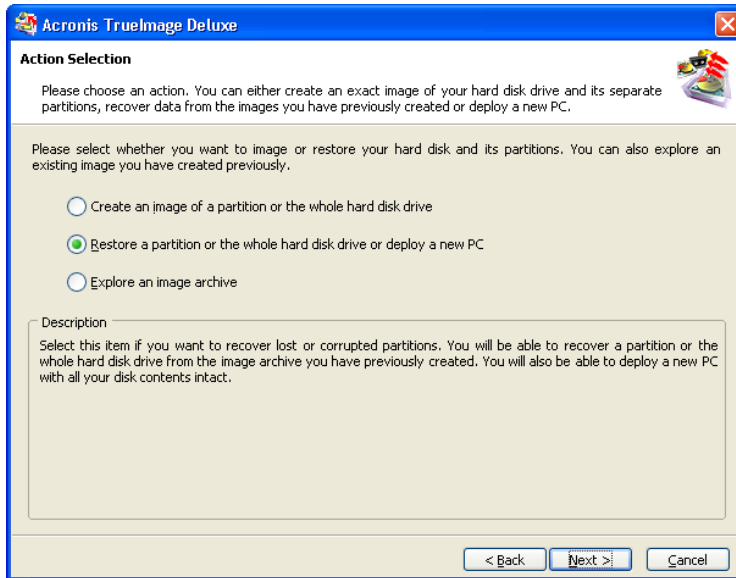 Acronis TrueImage Deluxe
Action Selection
Please choose an action. You can either create an exact image of your hard disk drive and its separate
partitions, recover data from the images you have previously created or deploy a new PC.
Please select whether you want to image or restore your hard disk and its partitions. You can also explore an
existing image you have created previously.
Create an image of a partition or the whole hard disk drive
Restore a partition or the whole hard disk drive or deploy a new PC
Explore an image archive
Description
Select this item if you want to recover lost or corrupted partitions. You will be able to recover a partition or the
whole hard disk drive from the image archive you have previously created. You will also be able to deploy a new PC
with all your disk contents intact.
< Back
Next >
Cancel